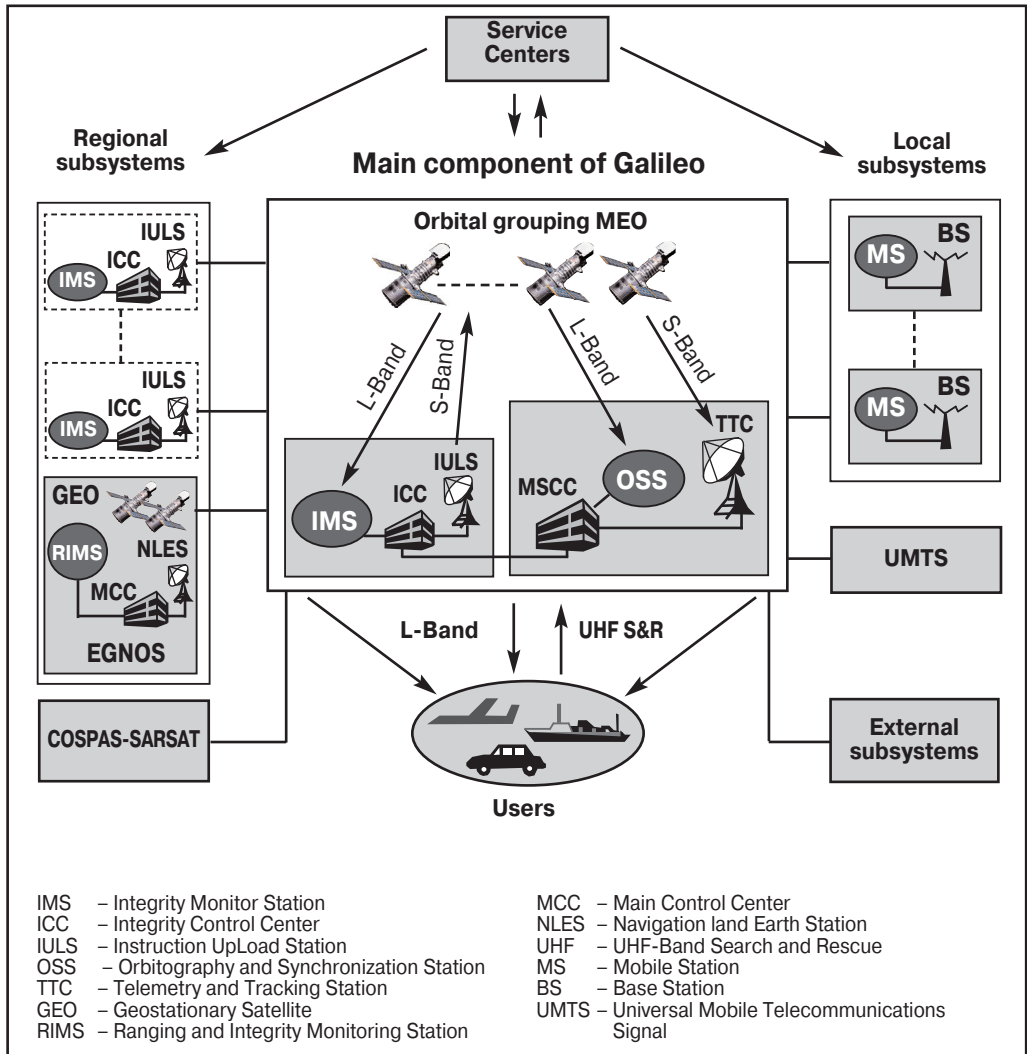 Service
Centers
Regional
subsystems
Main component of Galileo
Local
subsystems
Orbital grouping MEO
IULS
ICC
IMS
IULS
ICC
IMS
GEO
RIMS
NLES
MCC
EGNOS
L-Band
S-Band
L-Band
S-Band
IULS
ICC
IMS
TTC
OSS
MSCC
BS
MS
BS
MS
UMTS
L-Band
UHF S&R
COSPAS-SARSAT
Users
External
subsystems
IMS – Integrity Monitor Station
ICC – Integrity Control Center
IULS – Instruction UpLoad Station
OSS – Orbitography and Synchronization Station
TTC – Telemetry and Tracking Station
GEO – Geostationary Satellite
RIMS – Ranging and Integrity Monitoring Station
MCC – Main Control Center
NLES – Navigation land Earth Station
UHF – UHF-Band Search and Rescue
MS – Mobile Station
BS – Base Station
UMTS – Universal Mobile Telecommunications
Signal